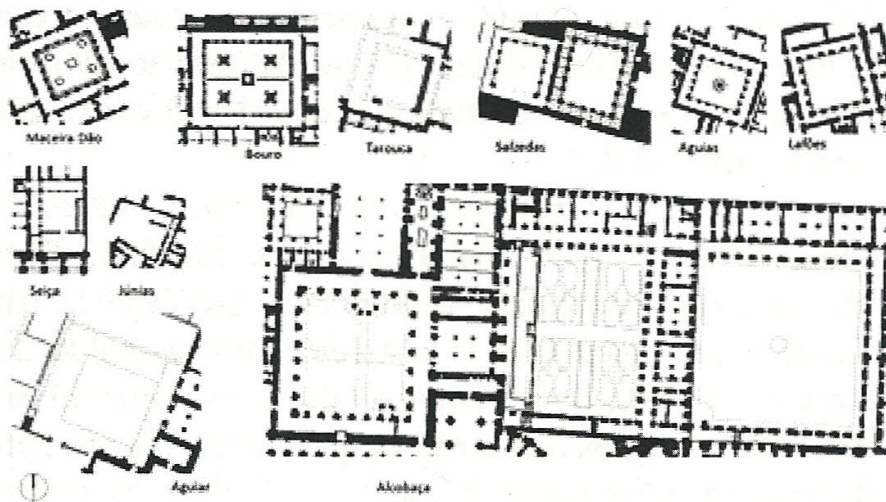 Maceira Dão
Bouro
Tarouca
Salzedas
Aguias
Lafões
Seiça
Júnias
Aguiar
Alcobaça